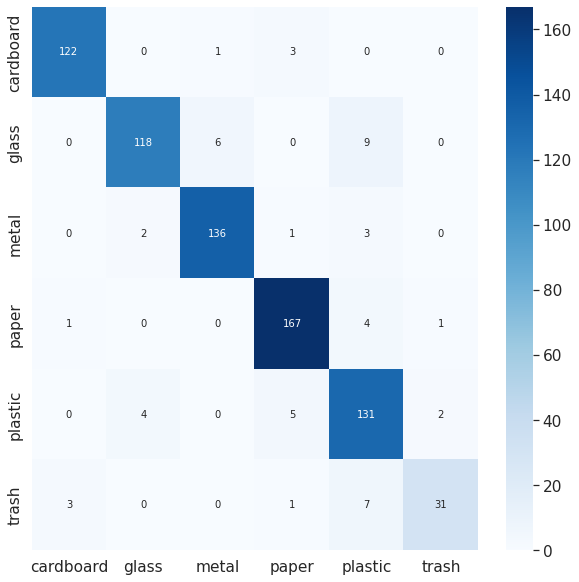 cardboard 122 0 1 3 0 0
glass 0 118 6 0 9 0
metal 0 2 136 1 3 0
paper 1 0 0 167 4 1
plastic 0 4 0 5 131 2
trash 3 0 0 1 7 31
cardboard glass metal paper plastic trash
160
140
120
100
80
60
40
20
0